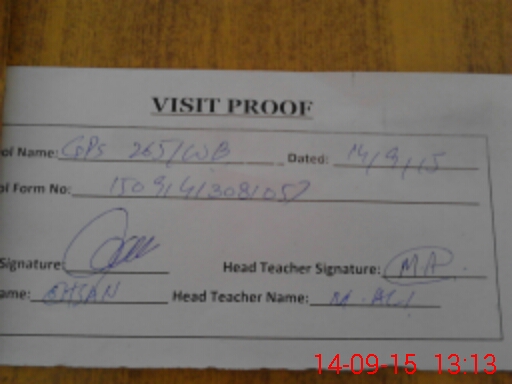 VISIT PROOF
ol Name: GPS 265/WB Dated: 14/9/15
ol Form No:
Signature: Head Teacher Signature: MA
ame: EHSAN Head Teacher Name: M. Ali
14-09-15 13:13